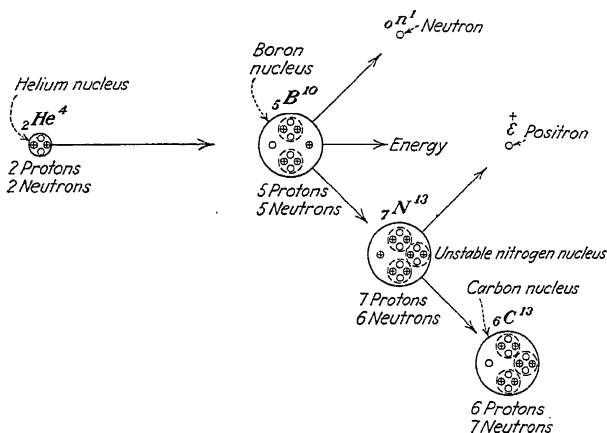 ₀n¹
Neutron
Boron
nucleus
Helium nucleus
₅B¹⁰
ε⁺
Positron
₂He⁴
Energy
2 Protons
2 Neutrons
5 Protons
5 Neutrons
₇N¹³
Unstable nitrogen nucleus
Carbon nucleus
7 Protons
6 Neutrons
₆C¹³
6 Protons
7 Neutrons